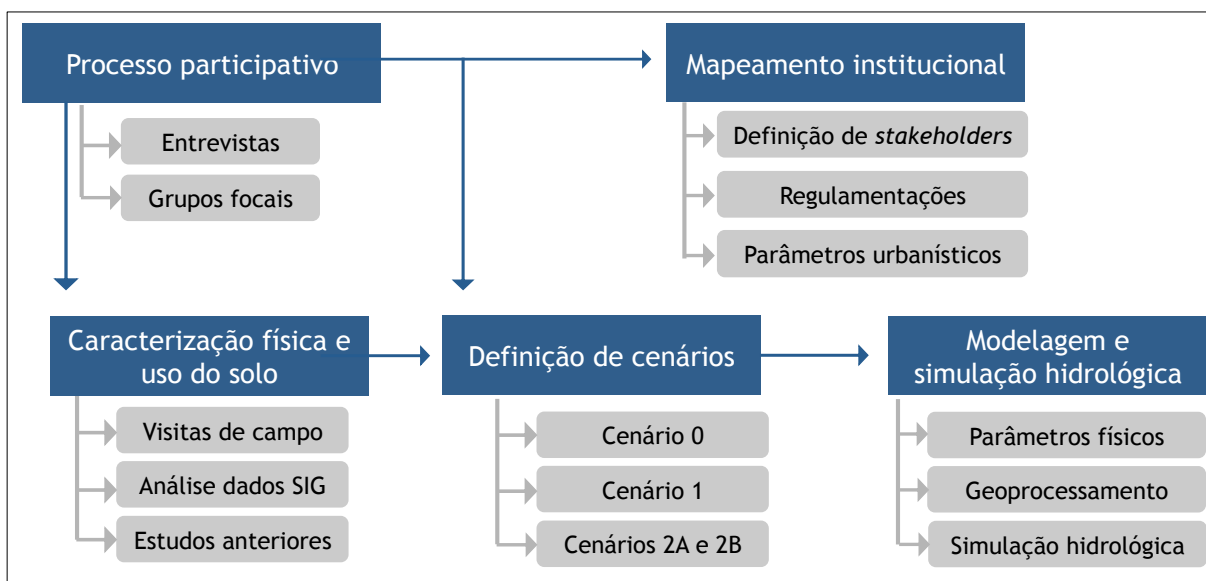 Processo participativo
Entrevistas
Grupos focais
Mapeamento institucional
Definição de stakeholders
Regulamentações
Parâmetros urbanísticos
Caracterização física e
uso do solo
Visitas de campo
Análise dados SIG
Estudos anteriores
Definição de cenários
Cenário 0
Cenário 1
Cenários 2A e 2B
Modelagem e
simulação hidrológica
Parâmetros físicos
Geoprocessamento
Simulação hidrológica